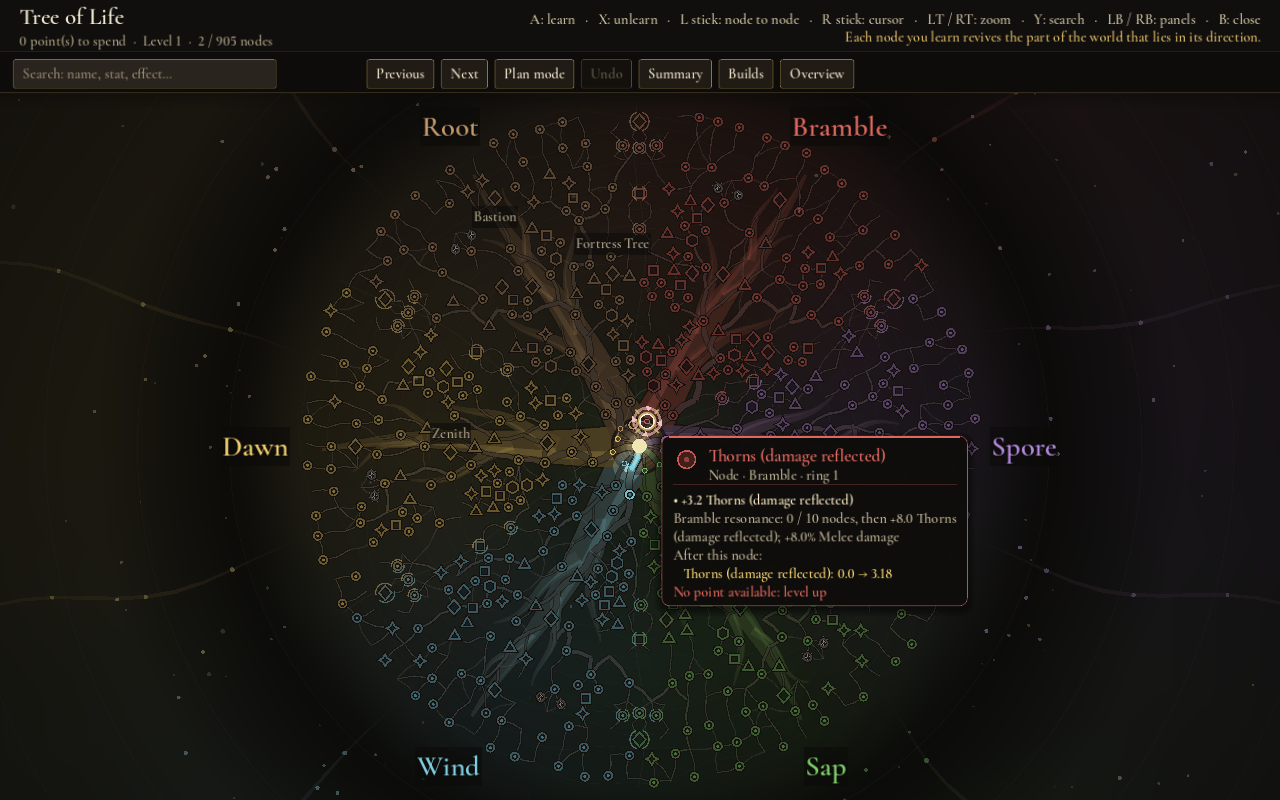 Tree of Life
0 point(s) to spend · Level 1 · 2 / 905 nodes
A: learn · X: unlearn · L stick: node to node · R stick: cursor · LT / RT: zoom · Y: search · LB / RB: panels · B: close
Each node you learn revives the part of the world that lies in its direction.
Search: name, stat, effect...
Previous
Next
Plan mode
Undo
Summary
Builds
Overview
Root
Bramble
Bastion
Fortress Tree
Zenith
Dawn
Spore
Thorns (damage reflected)
Node · Bramble · ring 1
• +3.2 Thorns (damage reflected)
Bramble resonance: 0 / 10 nodes, then +8.0 Thorns
(damage reflected); +8.0% Melee damage
After this node:
Thorns (damage reflected): 0.0 → 3.18
No point available: level up
Wind
Sap